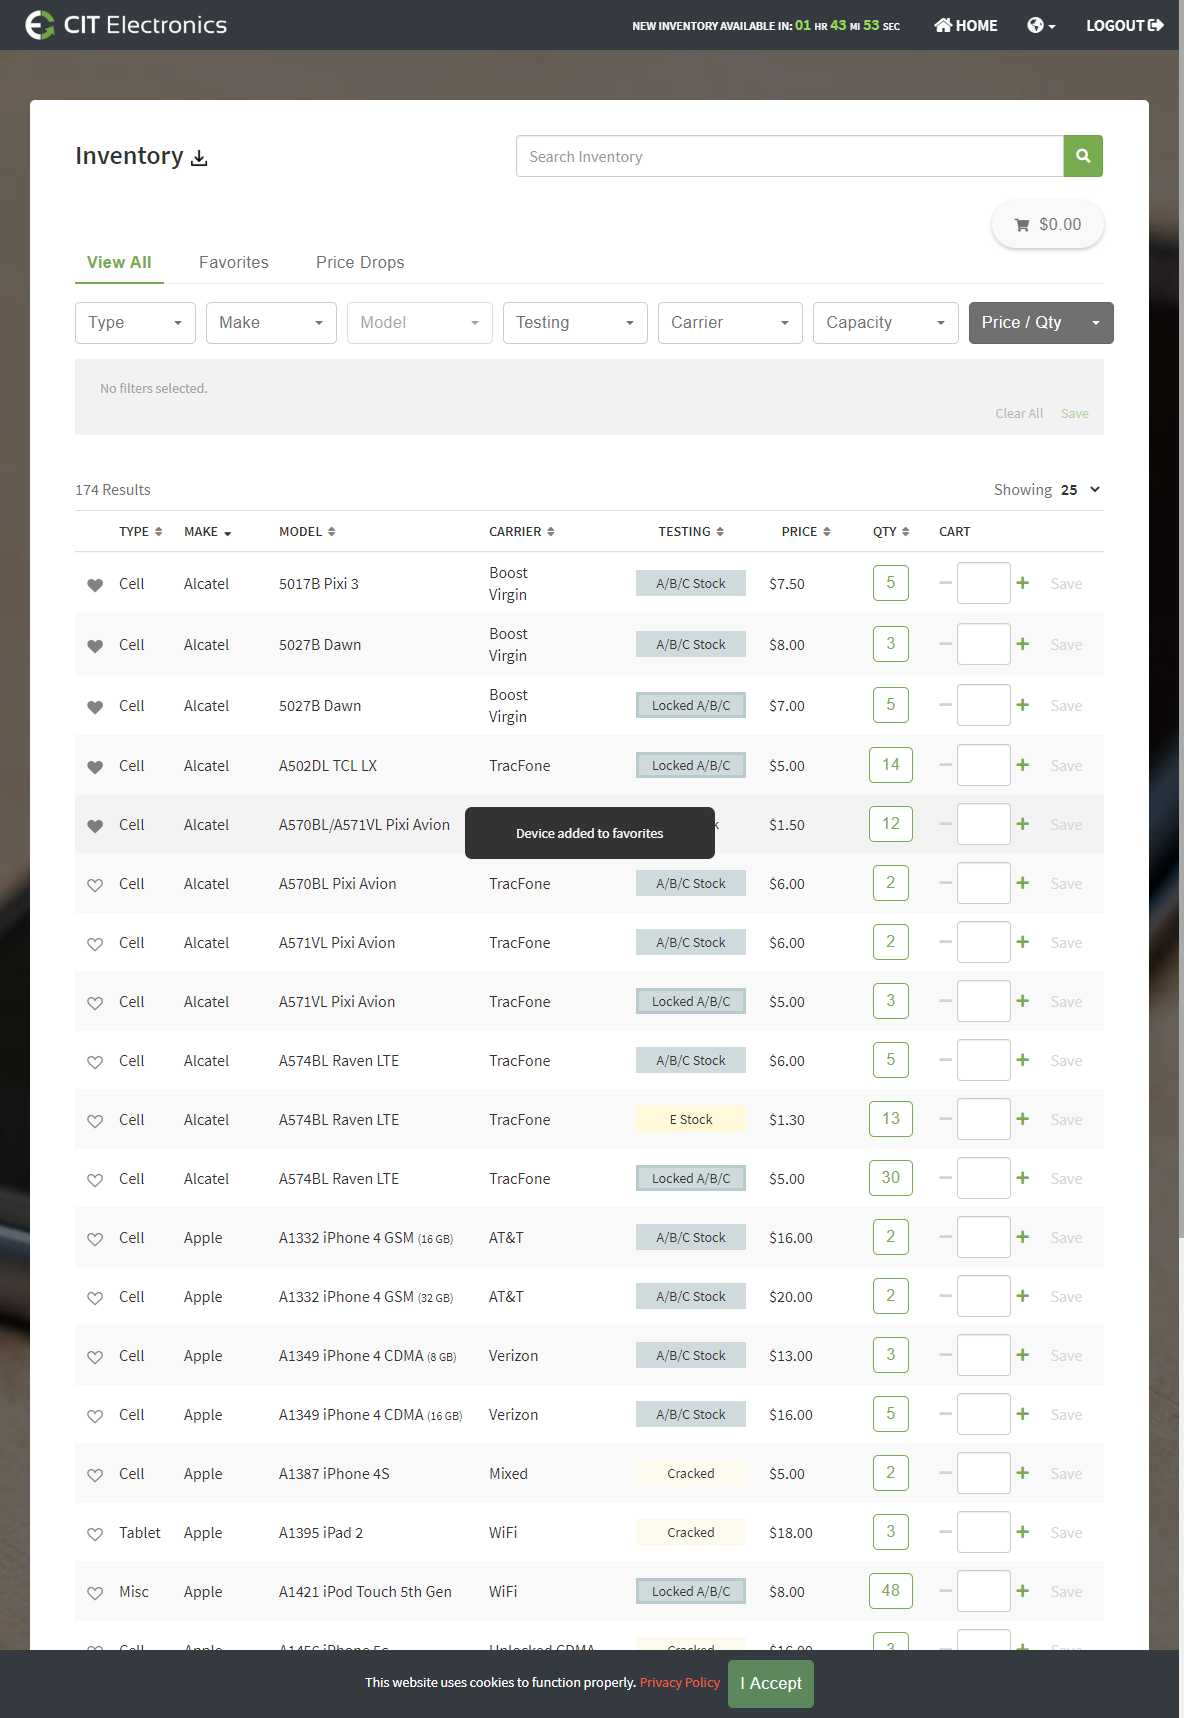 CIT Electronics
NEW INVENTORY AVAILABLE IN: 01 HR 43 MI 53 SEC
HOME
LOGOUT
Inventory
Search Inventory
$0.00
View All Favorites Price Drops
Type Make Model Testing Carrier Capacity Price / Qty
No filters selected.
Clear All Save
174 Results
Showing 25
TYPE MAKE MODEL CARRIER TESTING PRICE QTY CART
Cell Alcatel 5017B Pixi 3 Boost Virgin A/B/C Stock $7.50 5 Save
Cell Alcatel 5027B Dawn Boost Virgin A/B/C Stock $8.00 3 Save
Cell Alcatel 5027B Dawn Boost Virgin Locked A/B/C $7.00 5 Save
Cell Alcatel A502DL TCL LX TracFone Locked A/B/C $5.00 14 Save
Cell Alcatel A570BL/A571VL Pixi Avion $1.50 12 Save
Device added to favorites
Cell Alcatel A570BL Pixi Avion TracFone A/B/C Stock $6.00 2 Save
Cell Alcatel A571VL Pixi Avion TracFone A/B/C Stock $6.00 2 Save
Cell Alcatel A571VL Pixi Avion TracFone Locked A/B/C $5.00 3 Save
Cell Alcatel A574BL Raven LTE TracFone A/B/C Stock $6.00 5 Save
Cell Alcatel A574BL Raven LTE TracFone E Stock $1.30 13 Save
Cell Alcatel A574BL Raven LTE TracFone Locked A/B/C $5.00 30 Save
Cell Apple A1332 iPhone 4 GSM (16 GB) AT&T A/B/C Stock $16.00 2 Save
Cell Apple A1332 iPhone 4 GSM (32 GB) AT&T A/B/C Stock $20.00 2 Save
Cell Apple A1349 iPhone 4 CDMA (8 GB) Verizon A/B/C Stock $13.00 3 Save
Cell Apple A1349 iPhone 4 CDMA (16 GB) Verizon A/B/C Stock $16.00 5 Save
Cell Apple A1387 iPhone 4S Mixed Cracked $5.00 2 Save
Tablet Apple A1395 iPad 2 WiFi Cracked $18.00 3 Save
Misc Apple A1421 iPod Touch 5th Gen WiFi Locked A/B/C $8.00 48 Save
Cell Apple A1456 iPhone 5c Unlocked CDMA Cracked $16.00 3 Save
This website uses cookies to function properly. Privacy Policy I Accept